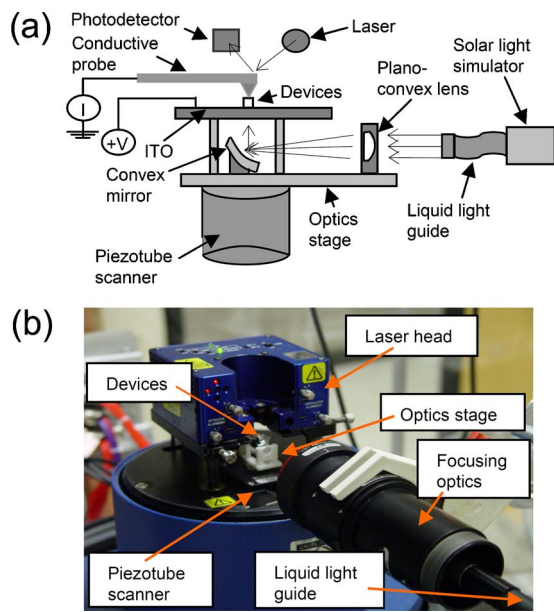 (a)
Photodetector
Conductive
probe
Laser
Devices
Plano-
convex lens
Solar light
simulator
I
+V
ITO
Convex
mirror
Piezotube
scanner
Optics
stage
Liquid light
guide
(b)
Laser head
Devices
Optics stage
Focusing
optics
Piezotube
scanner
Liquid light
guide